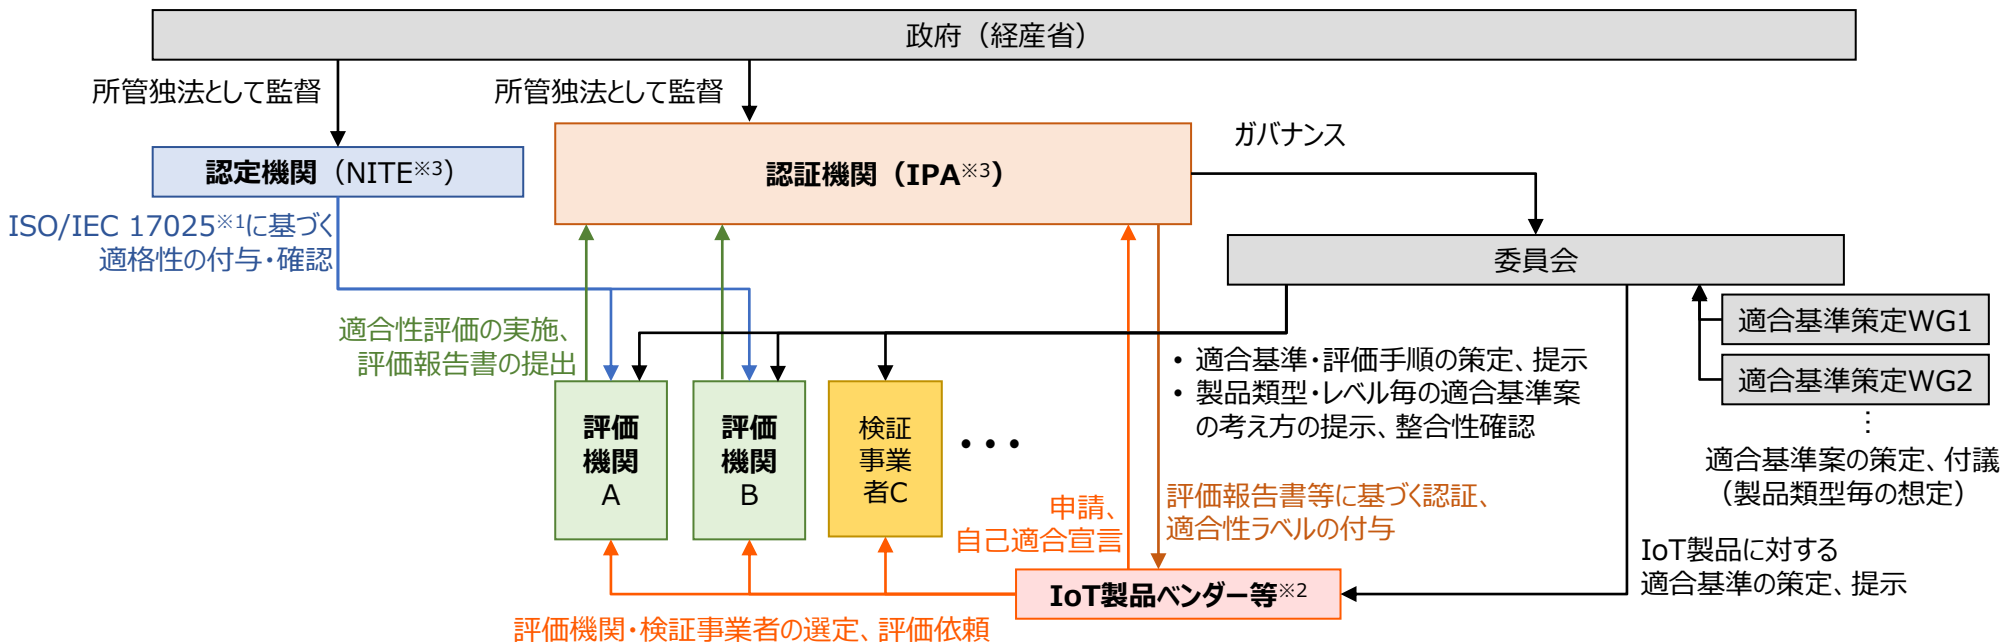 政府（経産省）
所管独法として監督
所管独法として監督
認定機関（NITE※3）
認証機関（IPA※3）
ガバナンス
ISO/IEC 17025※1に基づく
適格性の付与・確認
委員会
適合基準策定WG1
適合基準策定WG2
⋮
適合基準案の策定、付議
（製品類型毎の想定）
適合性評価の実施、
評価報告書の提出
• 適合基準・評価手順の策定、提示
• 製品類型・レベル毎の適合基準案
の考え方の提示、整合性確認
評価
機関
A
評価
機関
B
検証
事業
者C
・・・
申請、
自己適合宣言
評価報告書等に基づく認証、
適合性ラベルの付与
IoT製品に対する
適合基準の策定、提示
IoT製品ベンダー等※2
評価機関・検証事業者の選定、評価依頼